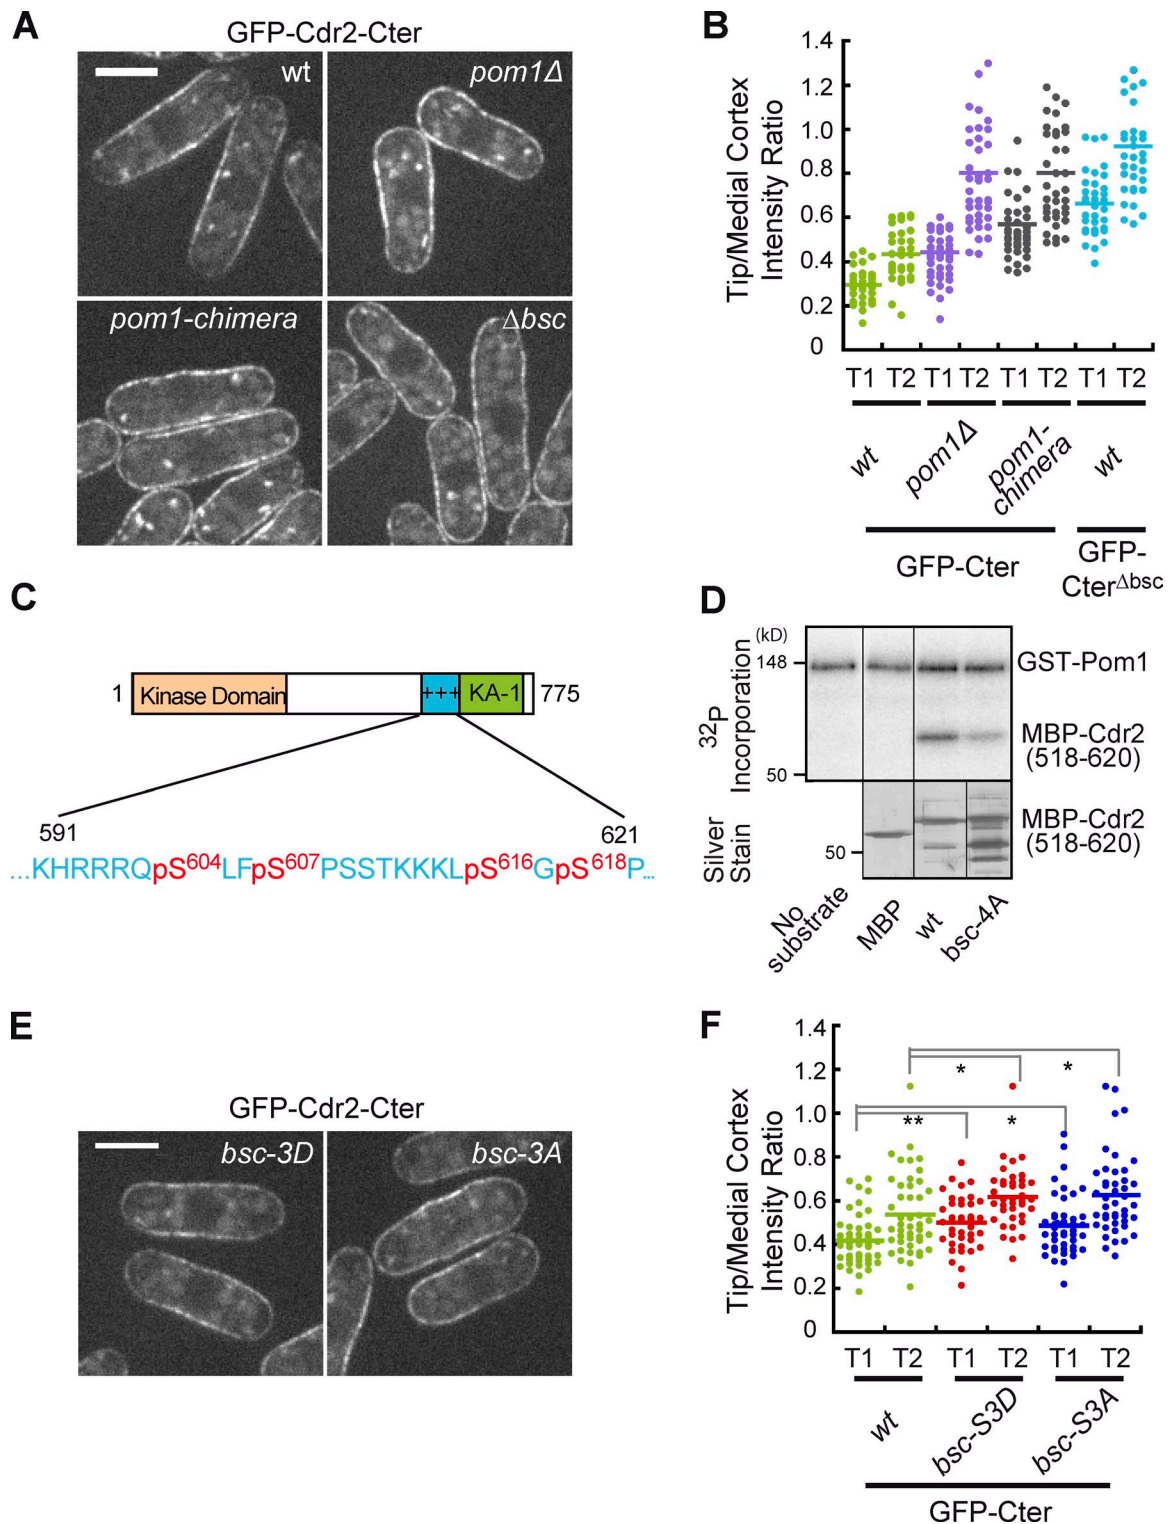 A
GFP-Cdr2-Cter
wt
pom1Δ
pom1-chimera
Δbsc
B
Tip/Medial Cortex
Intensity Ratio
1.4
1.2
1.0
0.8
0.6
0.4
0.2
0
T1 T2 T1 T2 T1 T2 T1 T2
wt
pom1Δ
pom1-
chimera
wt
GFP-Cter
GFP-
Cter^Δbsc
C
1
Kinase Domain
+++
KA-1
775
591
621
...KHRRRQpS604LFpS607PSSTKKKLpS616GpS618P...
D
(kD)
148
50
32P
Incorporation
GST-Pom1
MBP-Cdr2
(518-620)
Silver
Stain
50
MBP-Cdr2
(518-620)
No
substrate
MBP
wt
bsc-4A
E
GFP-Cdr2-Cter
bsc-3D
bsc-3A
F
Tip/Medial Cortex
Intensity Ratio
1.4
1.2
1.0
0.8
0.6
0.4
0.2
0
*
*
**
*
T1 T2 T1 T2 T1 T2
wt
bsc-S3D
bsc-S3A
GFP-Cter